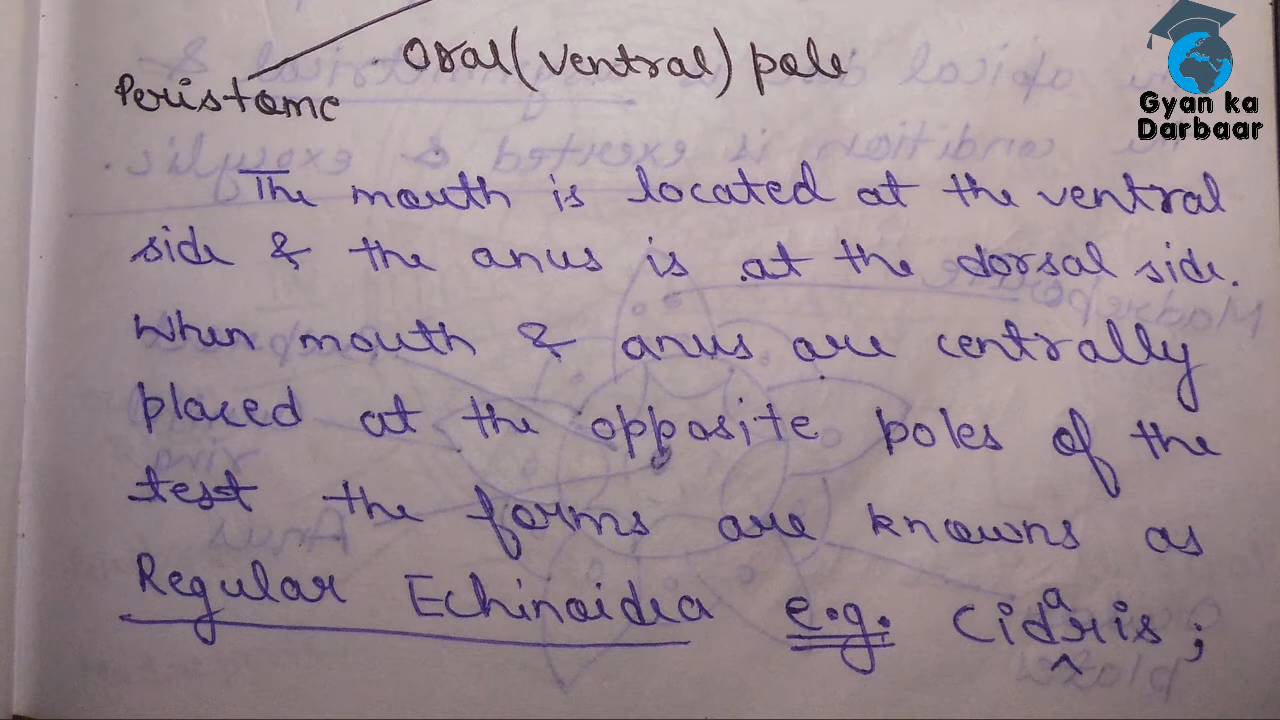 Oral (ventral) pole
Peristome
Gyan ka
Darbaar
The mouth is located at the ventral
side & the anus is at the dorsal side.
When mouth & anus are centrally
placed at the opposite poles of the
test the forms are knowns as
Regular Echinoidea e.g. Cidaris;